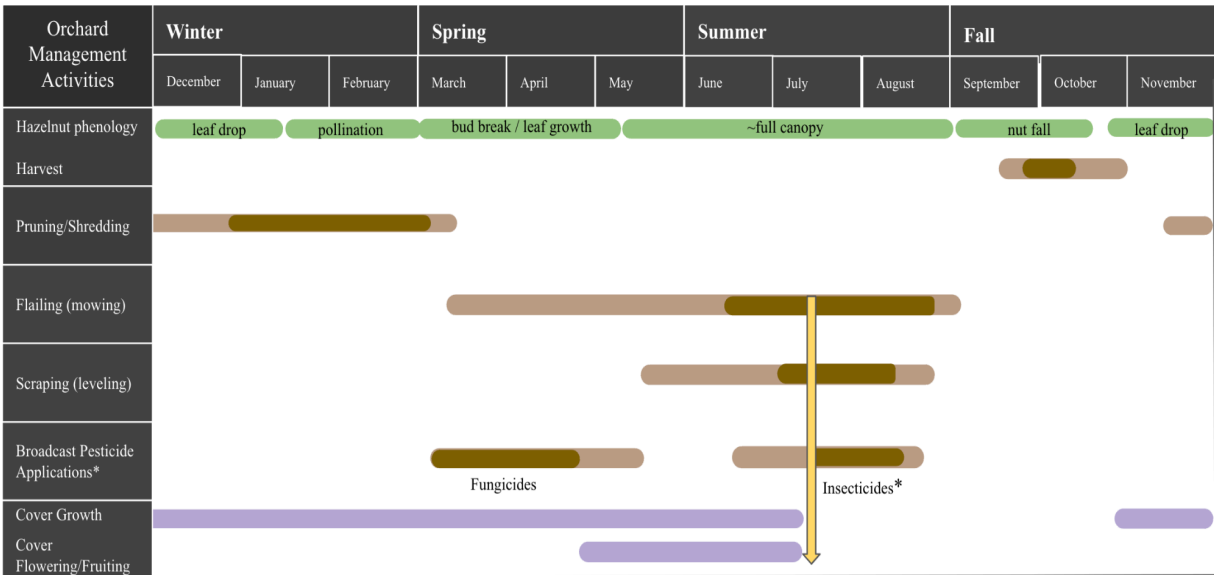 Orchard
Management
Activities
Winter
Spring
Summer
Fall
December
January
February
March
April
May
June
July
August
September
October
November
Hazelnut phenology
leaf drop
pollination
bud break / leaf growth
~full canopy
nut fall
leaf drop
Harvest
Pruning/Shredding
Flailing (mowing)
Scraping (leveling)
Broadcast Pesticide
Applications*
Fungicides
Insecticides*
Cover Growth
Cover
Flowering/Fruiting